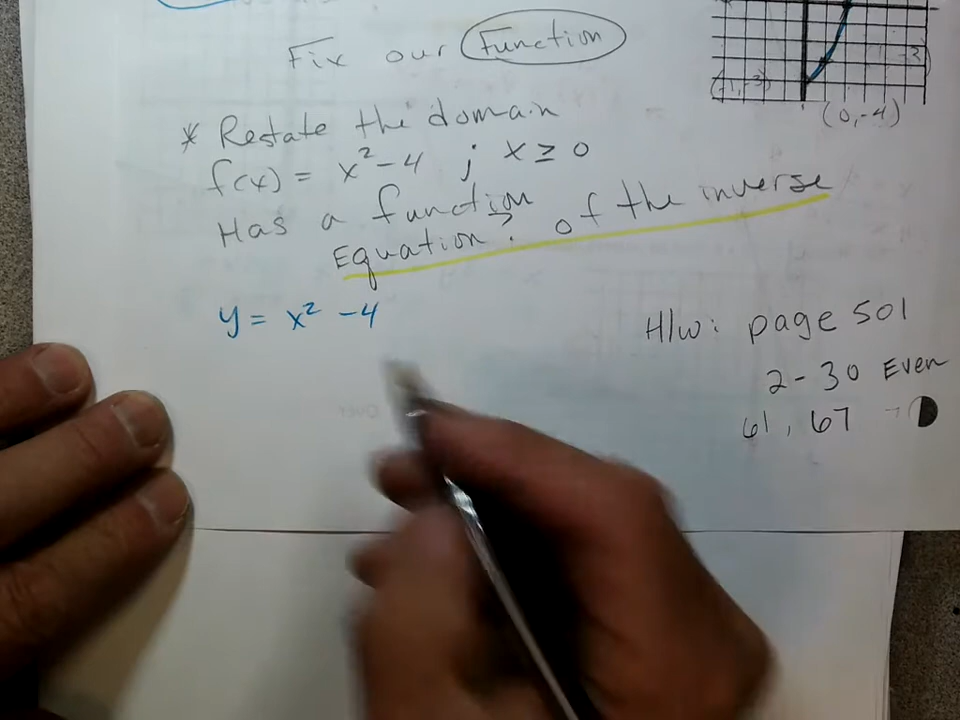 Fix our Function
(-1,-3)
-2)
(0,-4)
* Restate the domain
f(x) = x² - 4 ; x ≥ 0
Has a function
Equation? of the inverse
y = x² - 4
H/w: page 501
2-30 Even
61, 67